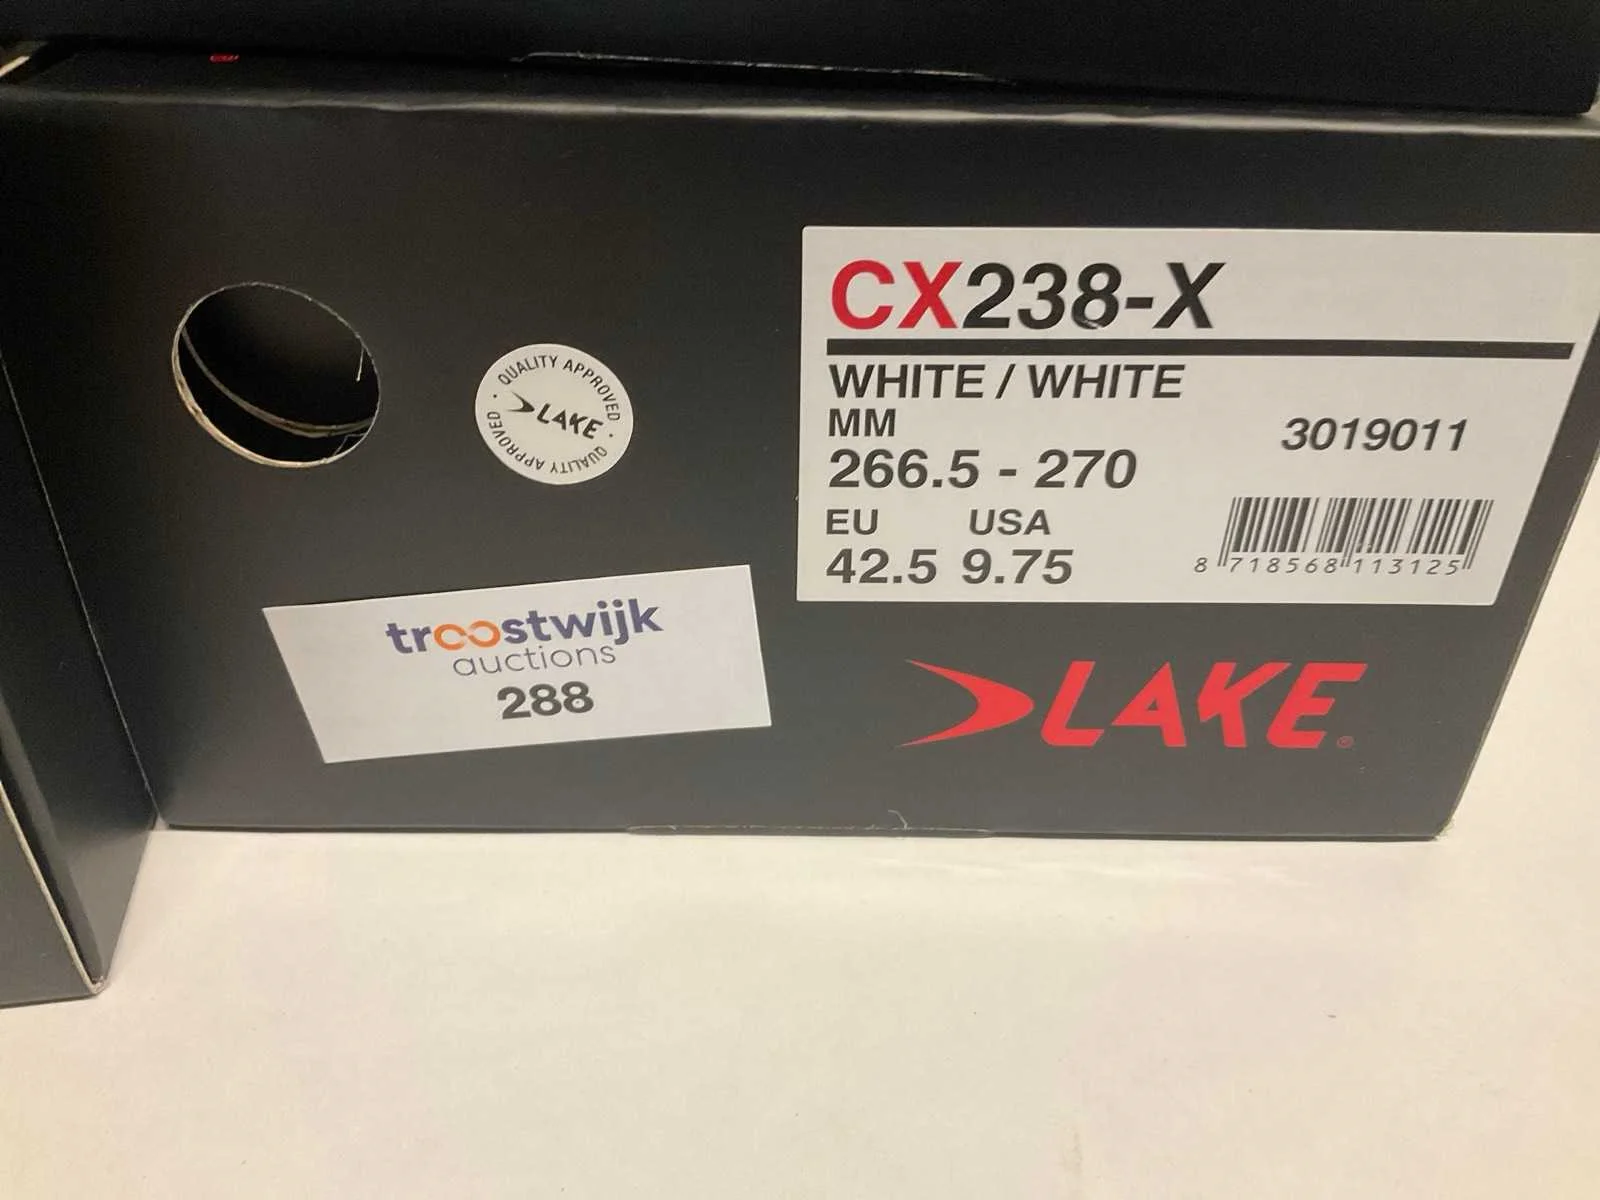 CX238-X
WHITE / WHITE
MM
3019011
266.5 - 270
EU USA
42.5 9.75
8 718568 113125
QUALITY APPROVED · QUALITY APPROVED ·
LAKE
troostwijk
auctions
288
LAKE®